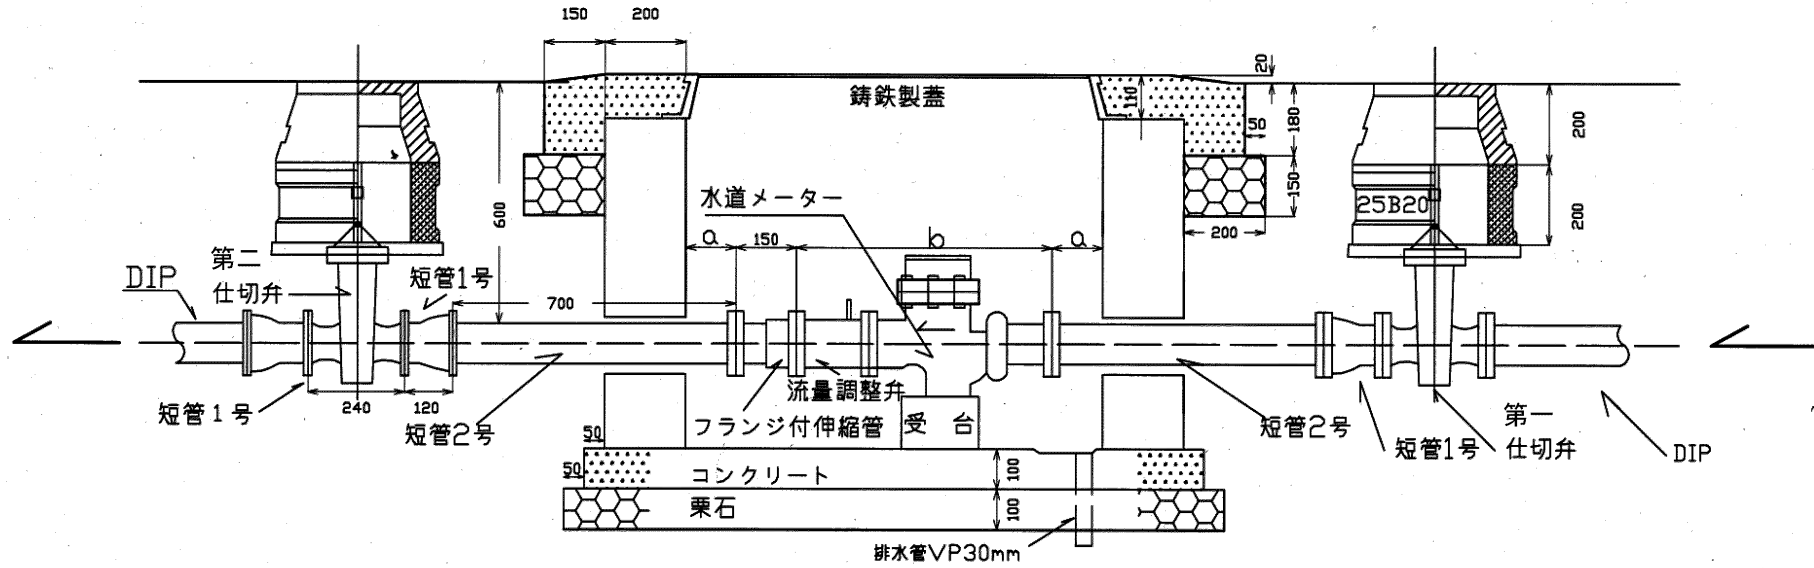 150
200
20
鋳鉄製蓋
110
50
180
150
200
200
200
25B20
600
水道メーター
a
150
b
a
DIP
第二
仕切弁
短管1号
700
240
120
短管1号
短管2号
流量調整弁
フランジ付伸縮管
受台
短管2号
第一
仕切弁
短管1号
DIP
50
50
コンクリート
100
栗石
100
排水管VP30mm